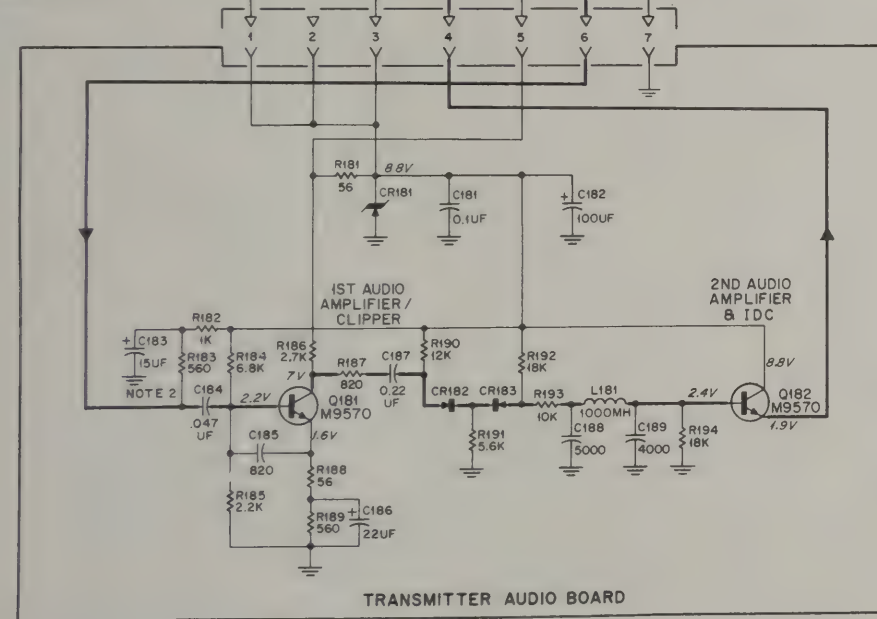 1 2 3 4 5 6 7
R181
56
8.8V
CR181
C181
0.1UF
+
C182
100UF
1ST AUDIO
AMPLIFIER/
CLIPPER
2ND AUDIO
AMPLIFIER
& IDC
R182
1K
+
C183
15UF
R183
560
R184
6.8K
NOTE 2
C184
.047
UF
2.2V
R186
2.7K
7V
R187
820
C187
0.22
UF
Q181
M9570
1.6V
C185
820
R185
2.2K
R188
56
R189
560
+
C186
22UF
R190
12K
CR182
CR183
R191
5.6K
R192
18K
R193
10K
L181
1000MH
C188
5000
C189
4000
2.4V
R194
18K
8.8V
Q182
M9570
1.9V
TRANSMITTER AUDIO BOARD